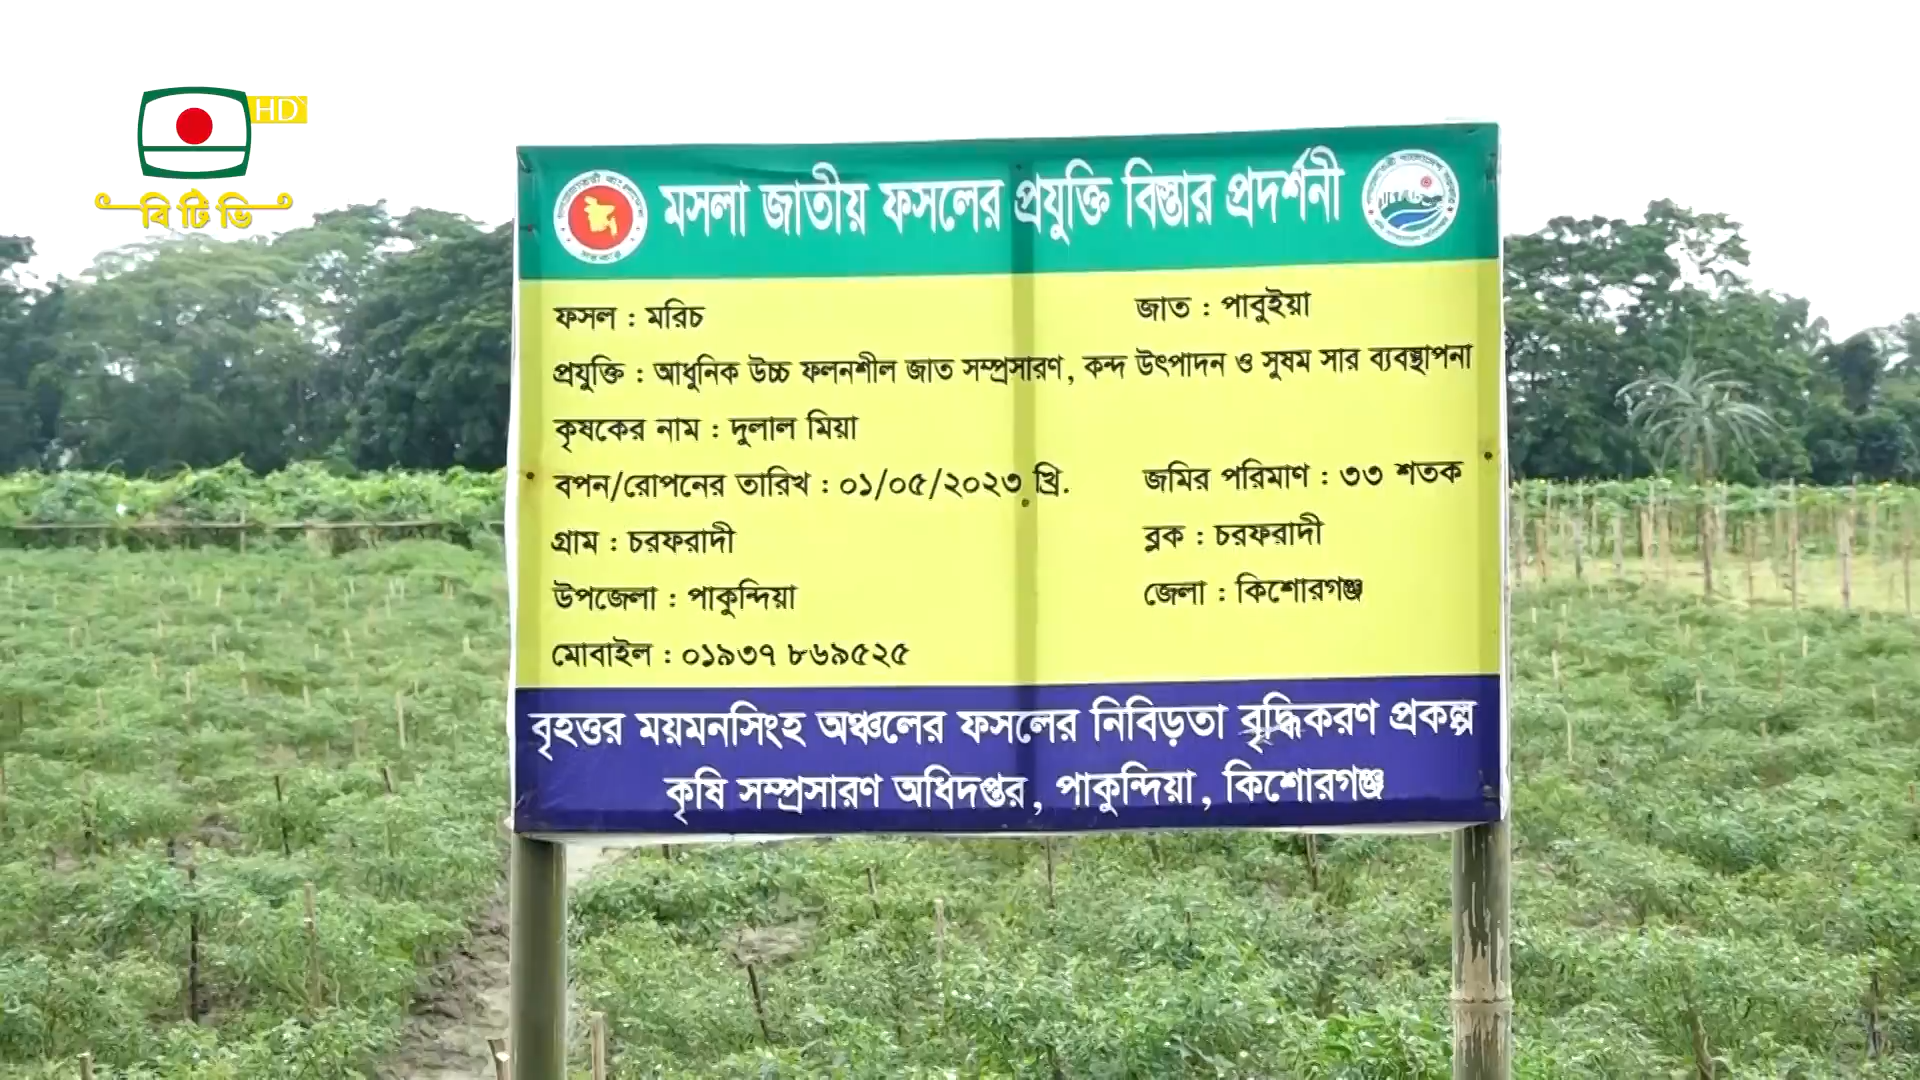 HD
বিটিভি
মসলা জাতীয় ফসলের প্রযুক্তি বিস্তার প্রদর্শনী
ফসল : মরিচ জাত : পাবুইয়া
প্রযুক্তি : আধুনিক উচ্চ ফলনশীল জাত সম্প্রসারণ, কন্দ উৎপাদন ও সুষম সার ব্যবস্থাপনা
কৃষকের নাম : দুলাল মিয়া
বপন/রোপনের তারিখ : ০১/০৫/২০২৩ খ্রি. জমির পরিমাণ : ৩৩ শতক
গ্রাম : চরফরাদী ব্লক : চরফরাদী
উপজেলা : পাকুন্দিয়া জেলা : কিশোরগঞ্জ
মোবাইল : ০১৯৩৭ ৮৬৯৫২৫
বৃহত্তর ময়মনসিংহ অঞ্চলের ফসলের নিবিড়তা বৃদ্ধিকরণ প্রকল্প
কৃষি সম্প্রসারণ অধিদপ্তর, পাকুন্দিয়া, কিশোরগঞ্জ